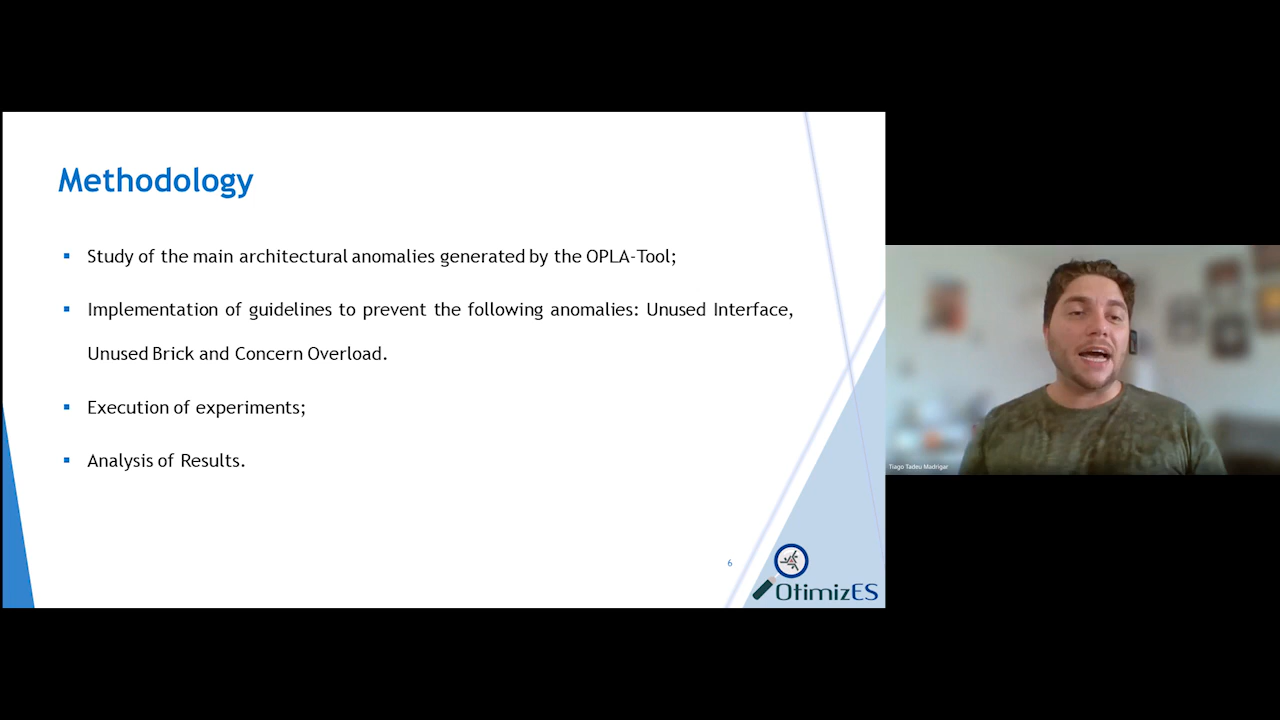 Methodology
Study of the main architectural anomalies generated by the OPLA-Tool;
Implementation of guidelines to prevent the following anomalies: Unused Interface,
Unused Brick and Concern Overload.
Execution of experiments;
Analysis of Results.
6
OtimizES
Tiago Tadeu Madrigar